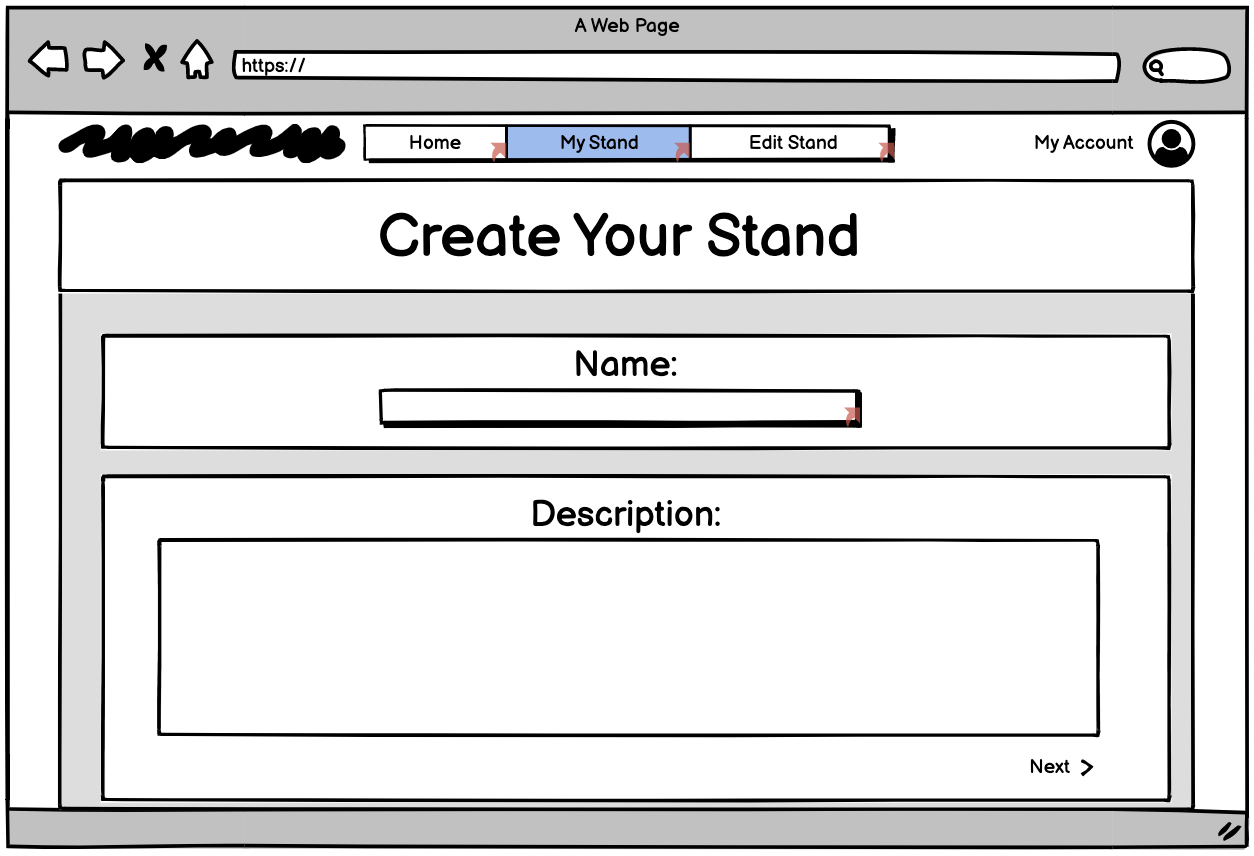 A Web Page
https://
Home My Stand Edit Stand My Account
Create Your Stand
Name:
Description:
Next